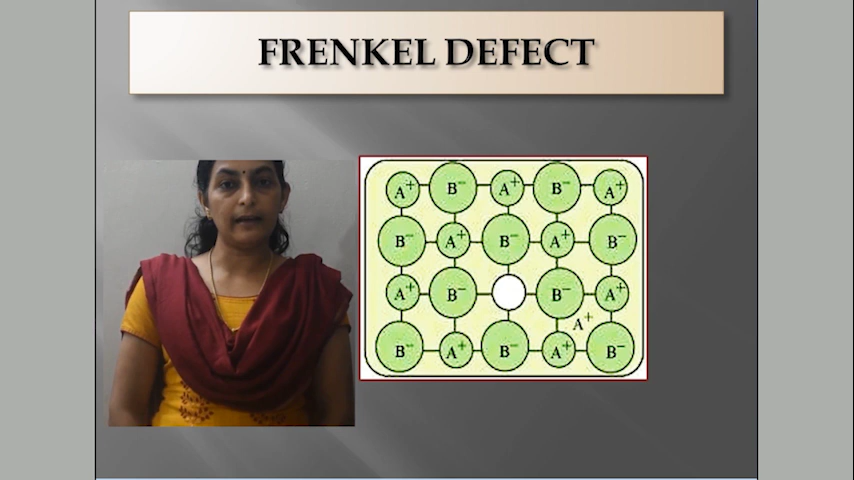 FRENKEL DEFECT
A+ B− A+ B− A+
B− A+ B− A+ B−
A+ B− B− A+
A+
B− A+ B− A+ B−